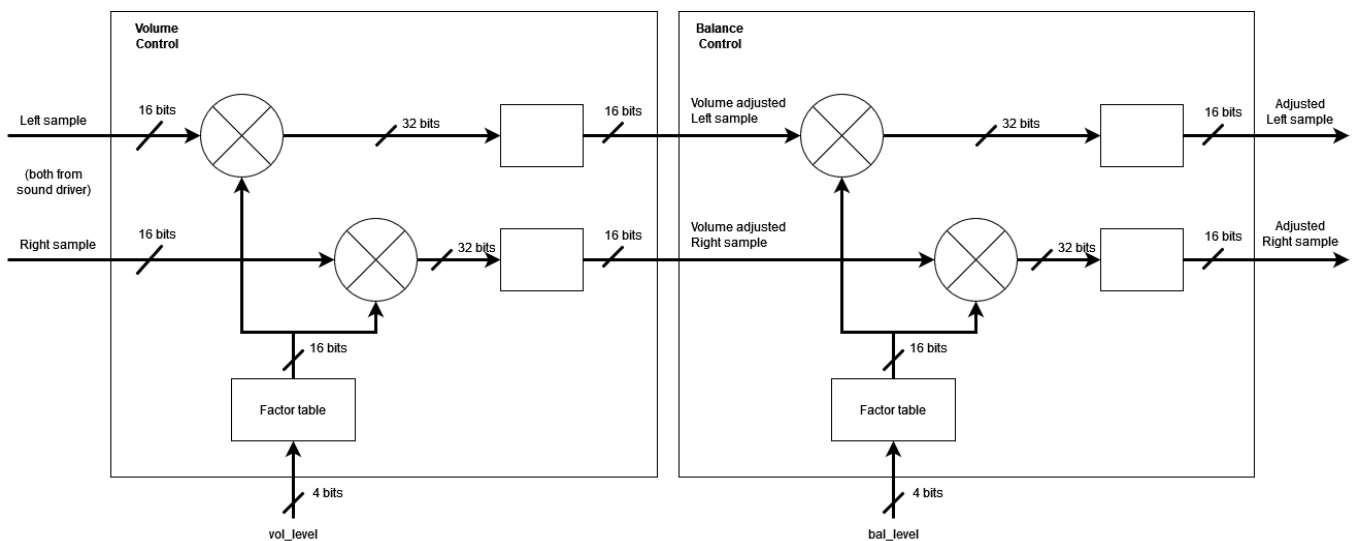 Volume
Control
Balance
Control
16 bits
Left sample
32 bits
16 bits
Volume adjusted
Left sample
32 bits
16 bits
Adjusted
Left sample
(both from
sound driver)
16 bits
Right sample
32 bits
16 bits
Volume adjusted
Right sample
32 bits
16 bits
Adjusted
Right sample
16 bits
16 bits
Factor table
Factor table
4 bits
4 bits
vol_level
bal_level